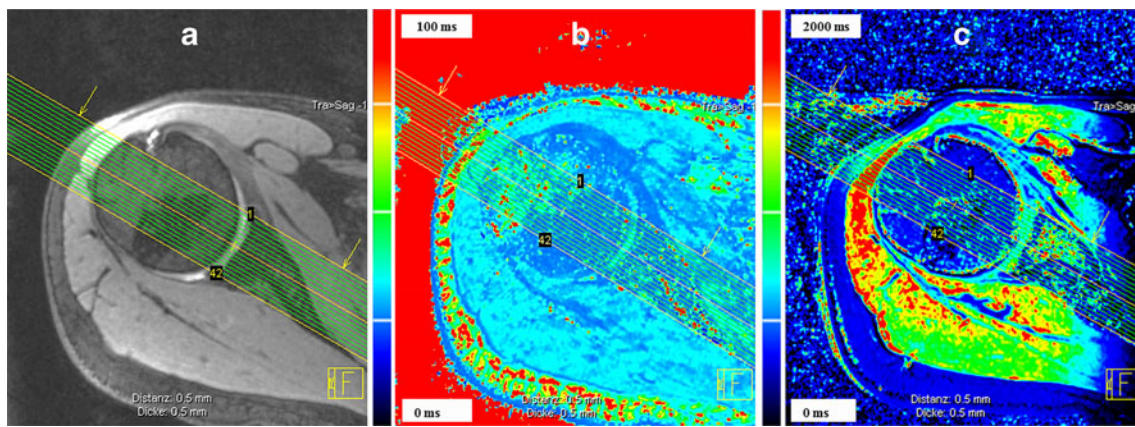 a
Tra>Sag -1
1
42
F
Distanz: 0.5 mm
Dicke: 0.5 mm
100 ms
b
Tra>Sag -1
1
42
F
Distanz: 0.5 mm
Dicke: 0.5 mm
0 ms
2000 ms
c
Tra>Sag
1
42
F
Distanz: 0.5 mm
Dicke: 0.5 mm
0 ms